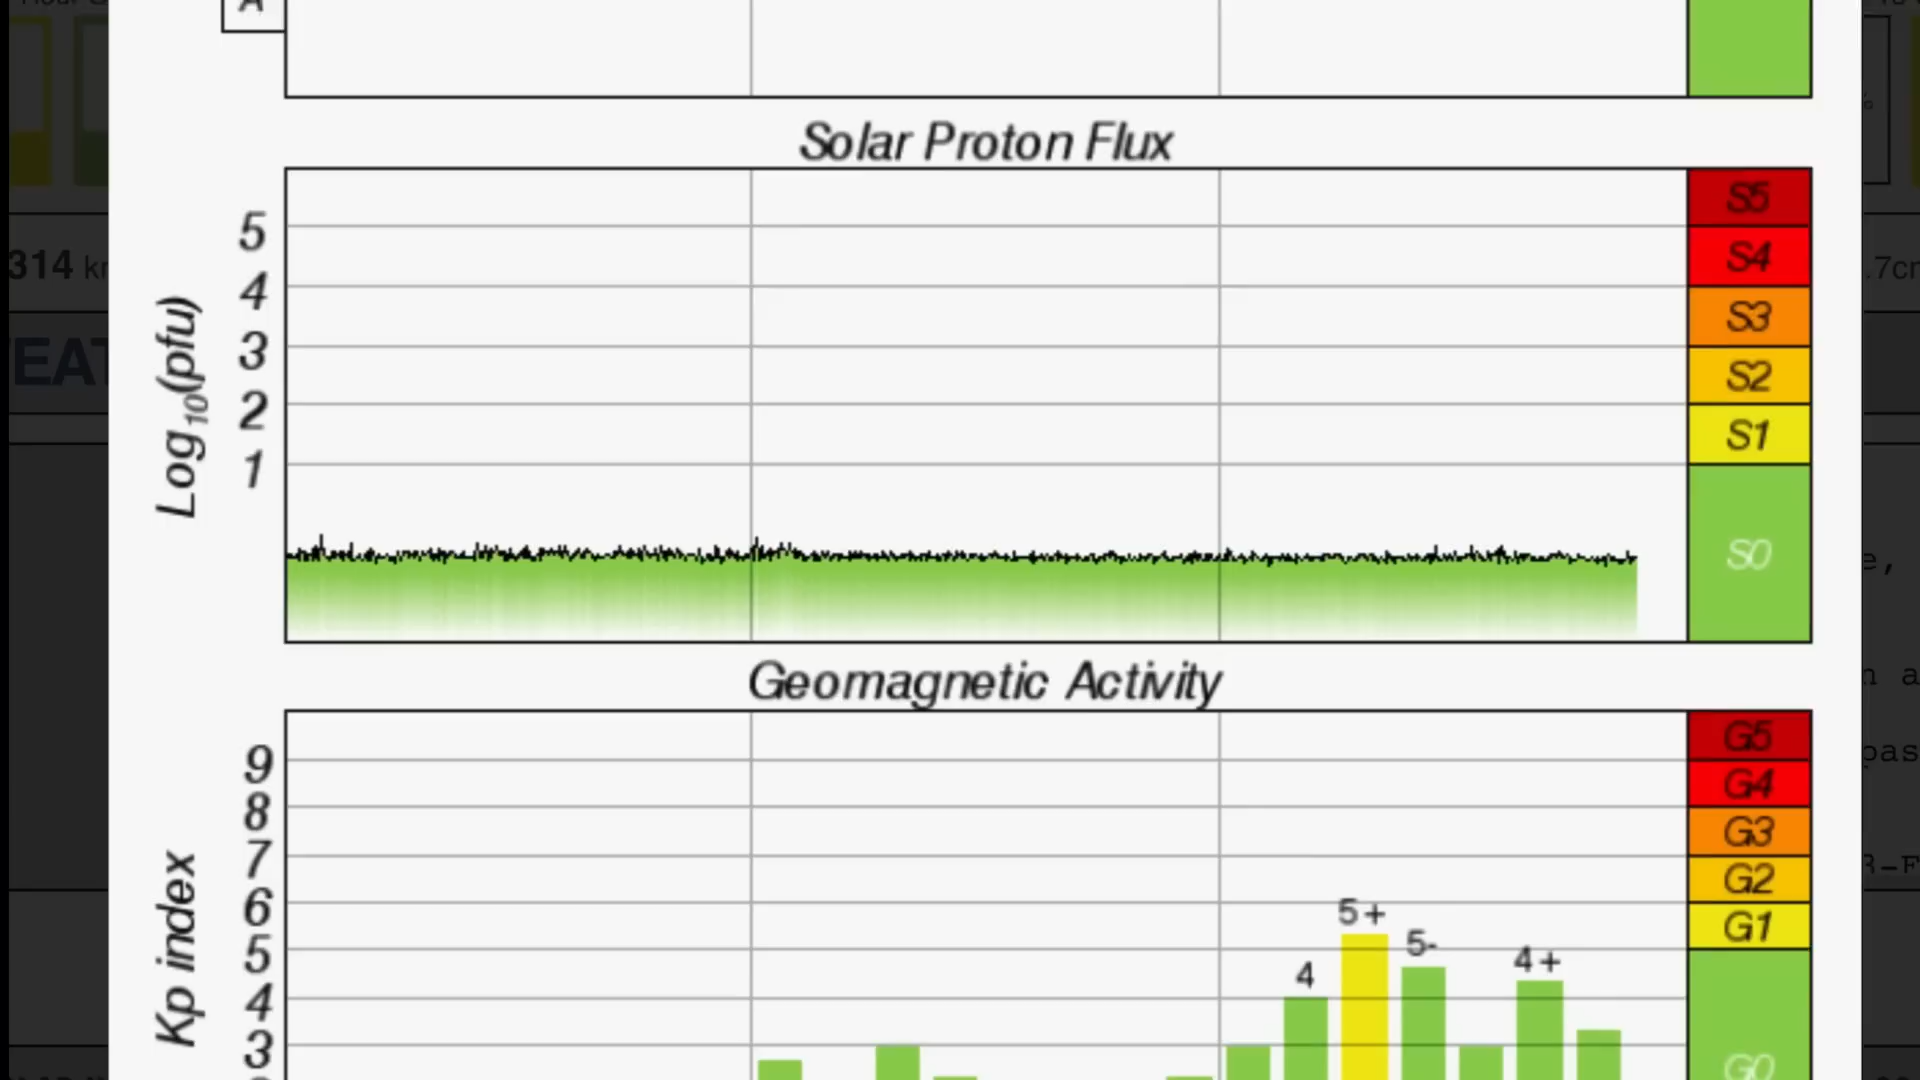 Solar Proton Flux
Log10(pfu)
5
4
3
2
1
S5
S4
S3
S2
S1
S0
314
.7cm
Geomagnetic Activity
Kp index
9
8
7
6
5
4
3
5+
5-
4
4+
G5
G4
G3
G2
G1
G0